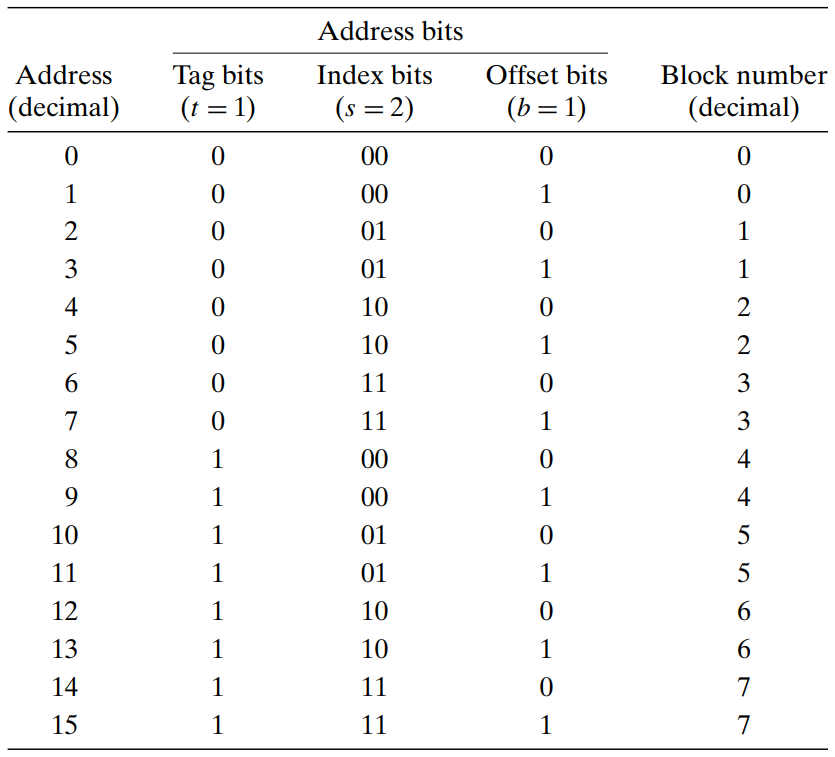 Address bits
Address Tag bits Index bits Offset bits Block number
(decimal) (t = 1) (s = 2) (b = 1) (decimal)
0 0 00 0 0
1 0 00 1 0
2 0 01 0 1
3 0 01 1 1
4 0 10 0 2
5 0 10 1 2
6 0 11 0 3
7 0 11 1 3
8 1 00 0 4
9 1 00 1 4
10 1 01 0 5
11 1 01 1 5
12 1 10 0 6
13 1 10 1 6
14 1 11 0 7
15 1 11 1 7